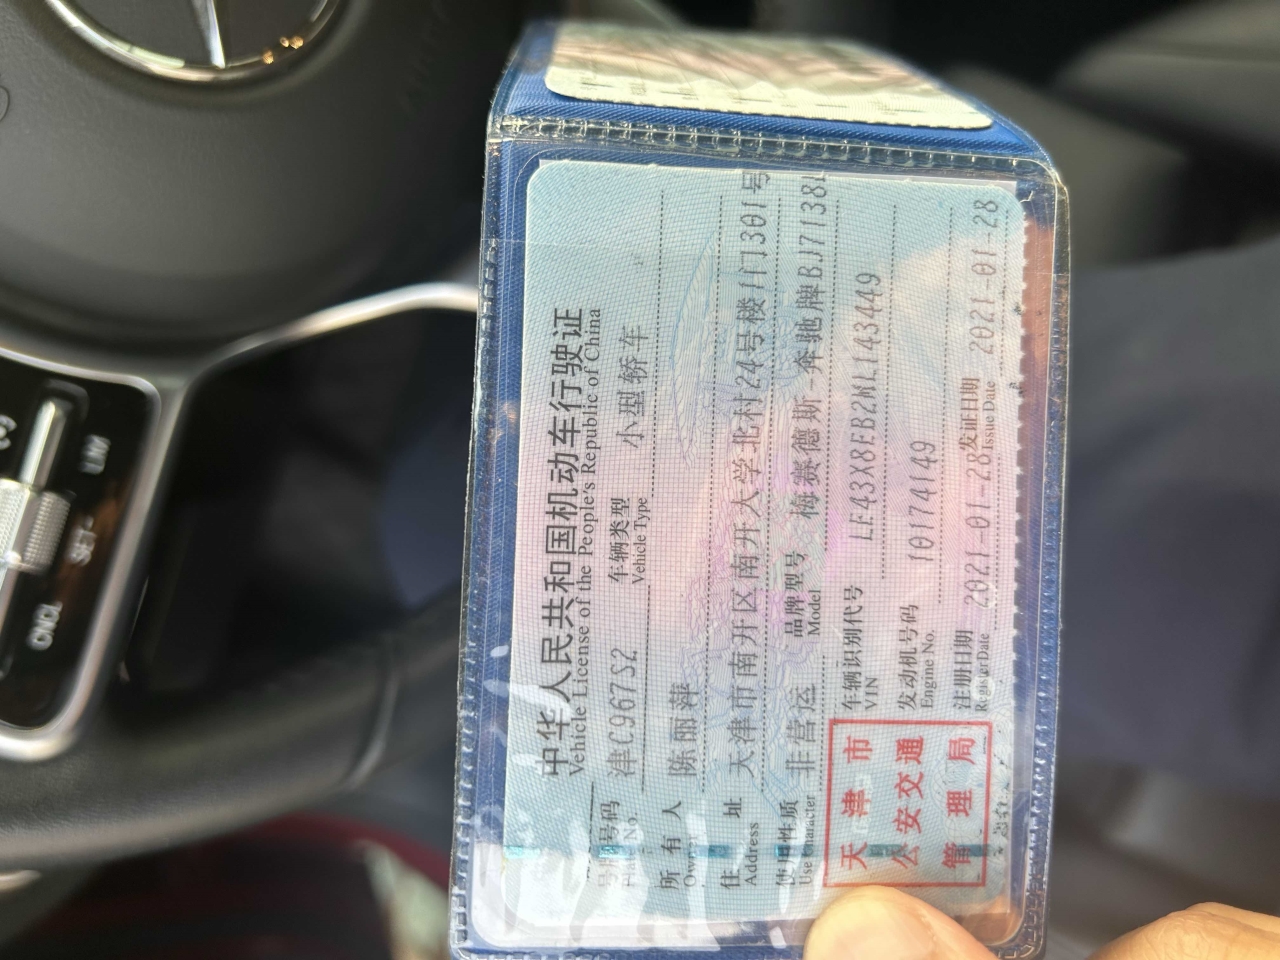 中华人民共和国机动车行驶证
Vehicle License of the People's Republic of China
号牌号码 津C967S2 车辆类型 小型轿车
Plate No. Vehicle Type
所有人 陈丽萍
Owner
住址 天津市南开区南开大学北村24号楼1门301号
Address
使用性质 非营运 品牌型号 梅赛德斯-奔驰牌BJ7138
Use Character Model
天津市公安交通管理局
车辆识别代号 LE43X8EB2ML143449
VIN
发动机号码 10174149
Engine No.
注册日期 2021-01-28 发证日期 2021-01-28
Register Date Issue Date
CNCL
SET-
LIM